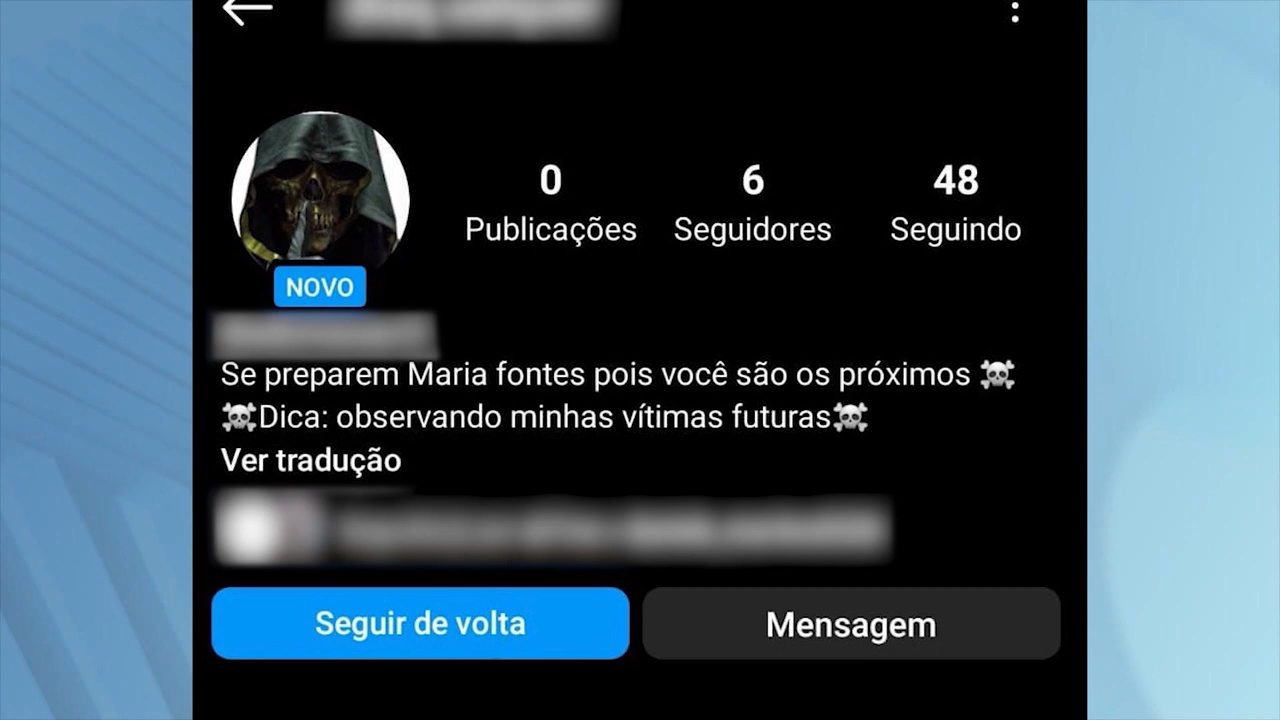 0 6 48
Publicações Seguidores Seguindo
NOVO
Se preparem Maria fontes pois você são os próximos ☠️
☠️Dica: observando minhas vítimas futuras☠️
Ver tradução
Seguir de volta Mensagem